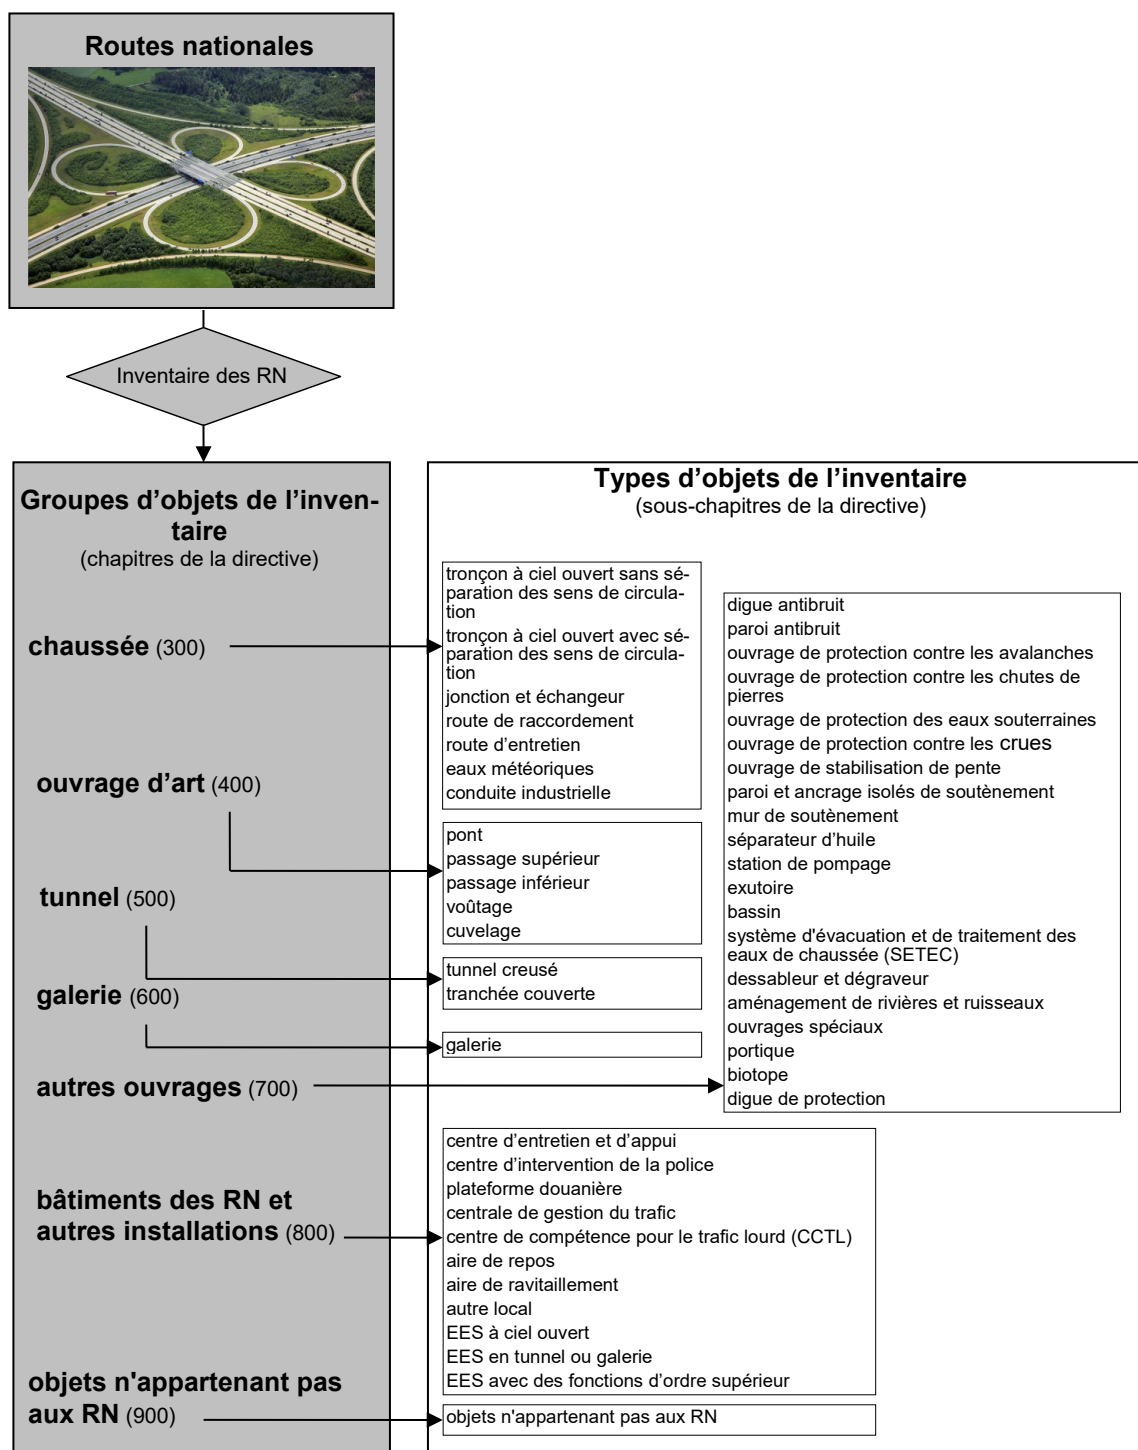 Routes nationales
Inventaire des RN
Groupes d’objets de l’inven-
taire
(chapitres de la directive)
chaussée (300)
ouvrage d’art (400)
tunnel (500)
galerie (600)
autres ouvrages (700)
bâtiments des RN et
autres installations (800)
objets n'appartenant pas
aux RN (900)
Types d’objets de l’inventaire
(sous-chapitres de la directive)
tronçon à ciel ouvert sans sé-
paration des sens de circula-
tion
tronçon à ciel ouvert avec sé-
paration des sens de circula-
tion
jonction et échangeur
route de raccordement
route d’entretien
eaux météoriques
conduite industrielle
pont
passage supérieur
passage inférieur
voûtage
cuvelage
tunnel creusé
tranchée couverte
galerie
digue antibruit
paroi antibruit
ouvrage de protection contre les avalanches
ouvrage de protection contre les chutes de
pierres
ouvrage de protection des eaux souterraines
ouvrage de protection contre les crues
ouvrage de stabilisation de pente
paroi et ancrage isolés de soutènement
mur de soutènement
séparateur d’huile
station de pompage
exutoire
bassin
système d'évacuation et de traitement des
eaux de chaussée (SETEC)
dessableur et dégraveur
aménagement de rivières et ruisseaux
ouvrages spéciaux
portique
biotope
digue de protection
centre d’entretien et d’appui
centre d’intervention de la police
plateforme douanière
centrale de gestion du trafic
centre de compétence pour le trafic lourd (CCTL)
aire de repos
aire de ravitaillement
autre local
EES à ciel ouvert
EES en tunnel ou galerie
EES avec des fonctions d’ordre supérieur
objets n'appartenant pas aux RN